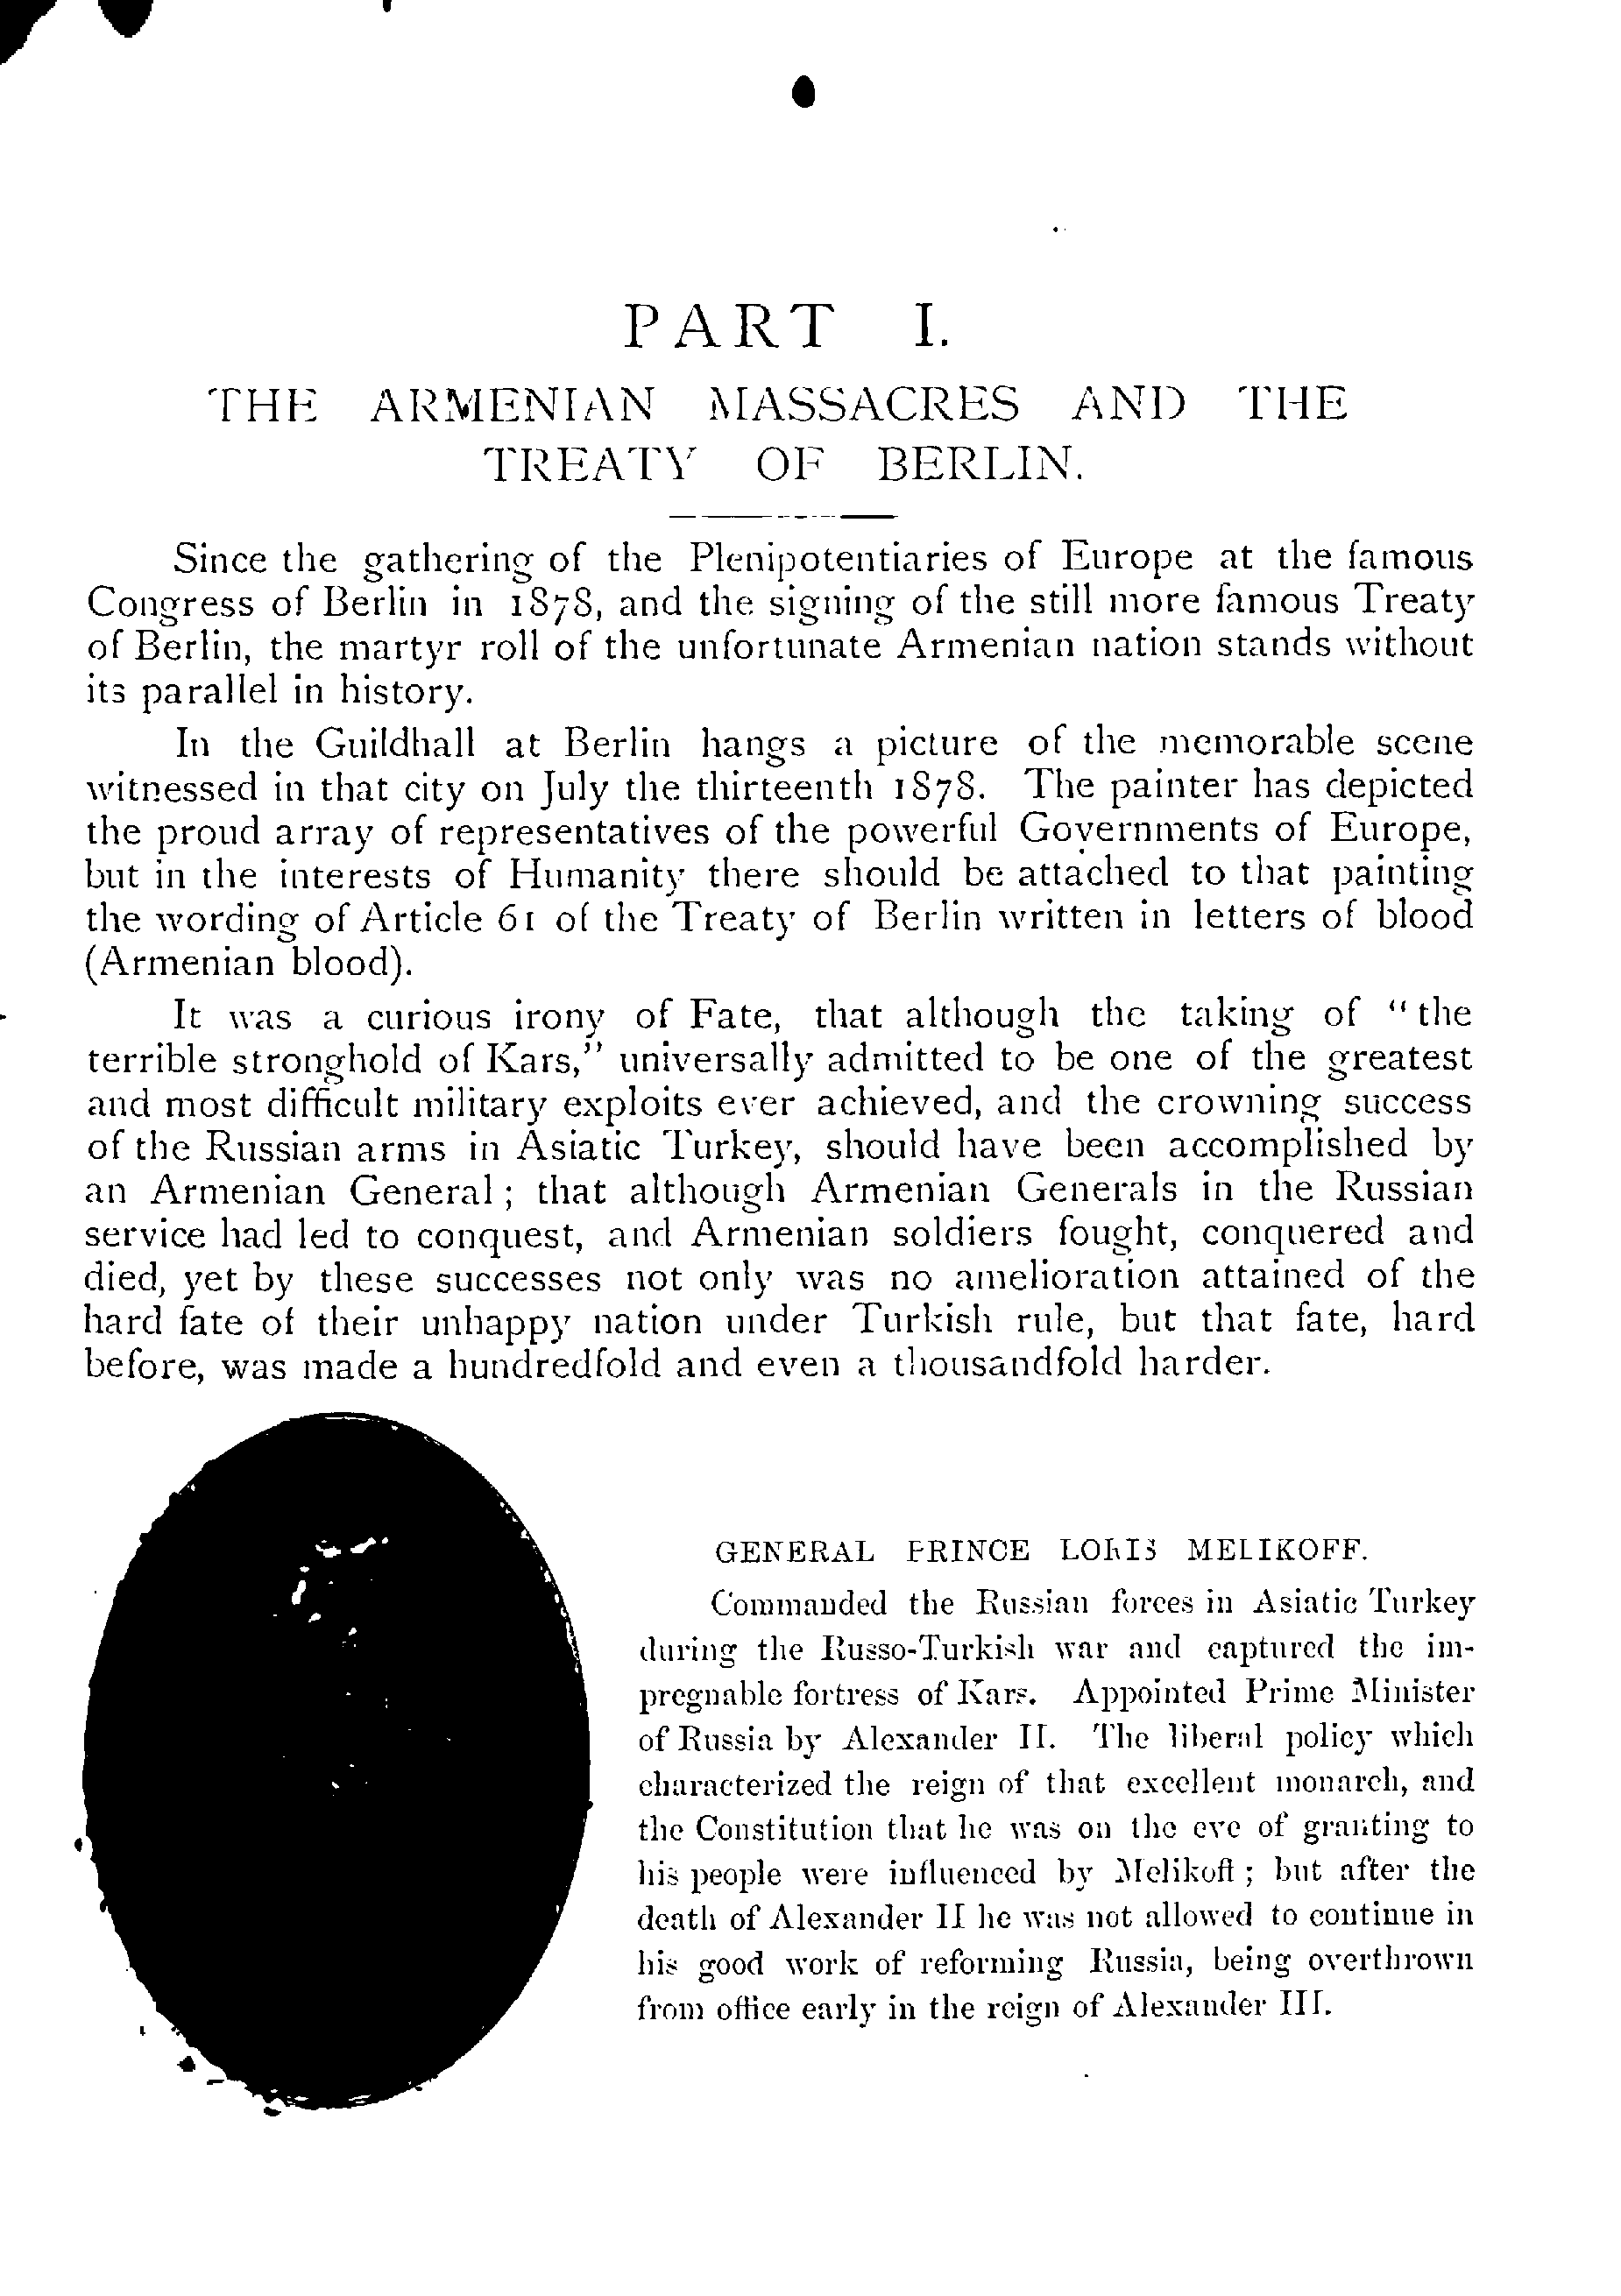 PART I.
THE ARMENIAN MASSACRES AND THE
TREATY OF BERLIN.
Since the gathering of the Plenipotentiaries of Europe at the famous
Congress of Berlin in 1878, and the signing of the still more famous Treaty
of Berlin, the martyr roll of the unfortunate Armenian nation stands without
its parallel in history.
In the Guildhall at Berlin hangs a picture of the memorable scene
witnessed in that city on July the thirteenth 1878. The painter has depicted
the proud array of representatives of the powerful Governments of Europe,
but in the interests of Humanity there should be attached to that painting
the wording of Article 61 of the Treaty of Berlin written in letters of blood
(Armenian blood).
It was a curious irony of Fate, that although the taking of "the
terrible stronghold of Kars," universally admitted to be one of the greatest
and most difficult military exploits ever achieved, and the crowning success
of the Russian arms in Asiatic Turkey, should have been accomplished by
an Armenian General; that although Armenian Generals in the Russian
service had led to conquest, and Armenian soldiers fought, conquered and
died, yet by these successes not only was no amelioration attained of the
hard fate of their unhappy nation under Turkish rule, but that fate, hard
before, was made a hundredfold and even a thousandfold harder.
GENERAL PRINCE LORIS MELIKOFF.
Commanded the Russian forces in Asiatic Turkey
during the Russo-Turkish war and captured the im-
pregnable fortress of Kars. Appointed Prime Minister
of Russia by Alexander II. The liberal policy which
characterized the reign of that excellent monarch, and
the Constitution that he was on the eve of granting to
his people were influenced by Melikoff; but after the
death of Alexander II he was not allowed to continue in
his good work of reforming Russia, being overthrown
from office early in the reign of Alexander III.